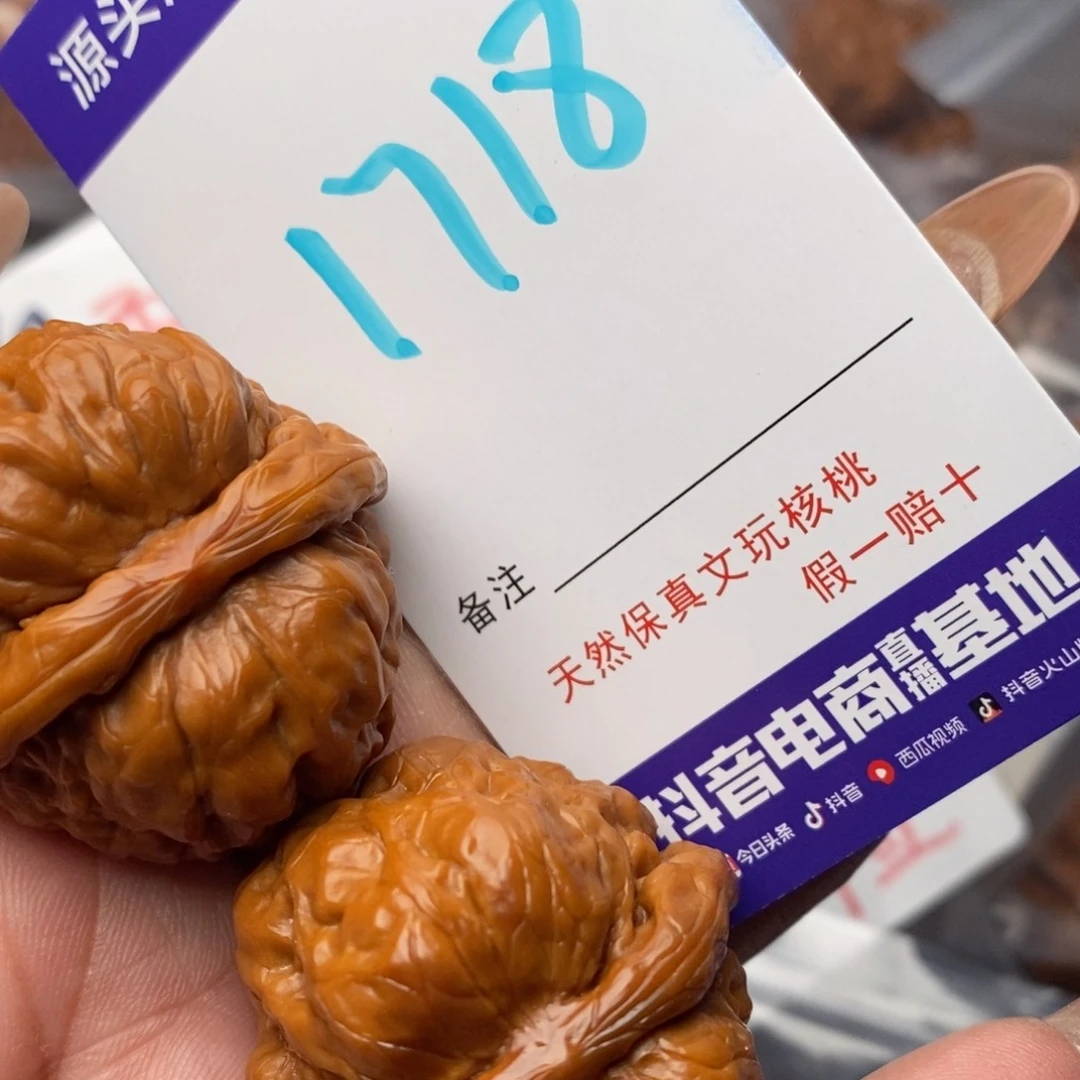 源头
1718
备注
天然保真文玩核桃
假一赔十
抖音电商直播基地
今日头条 抖音 西瓜视频 抖音火山